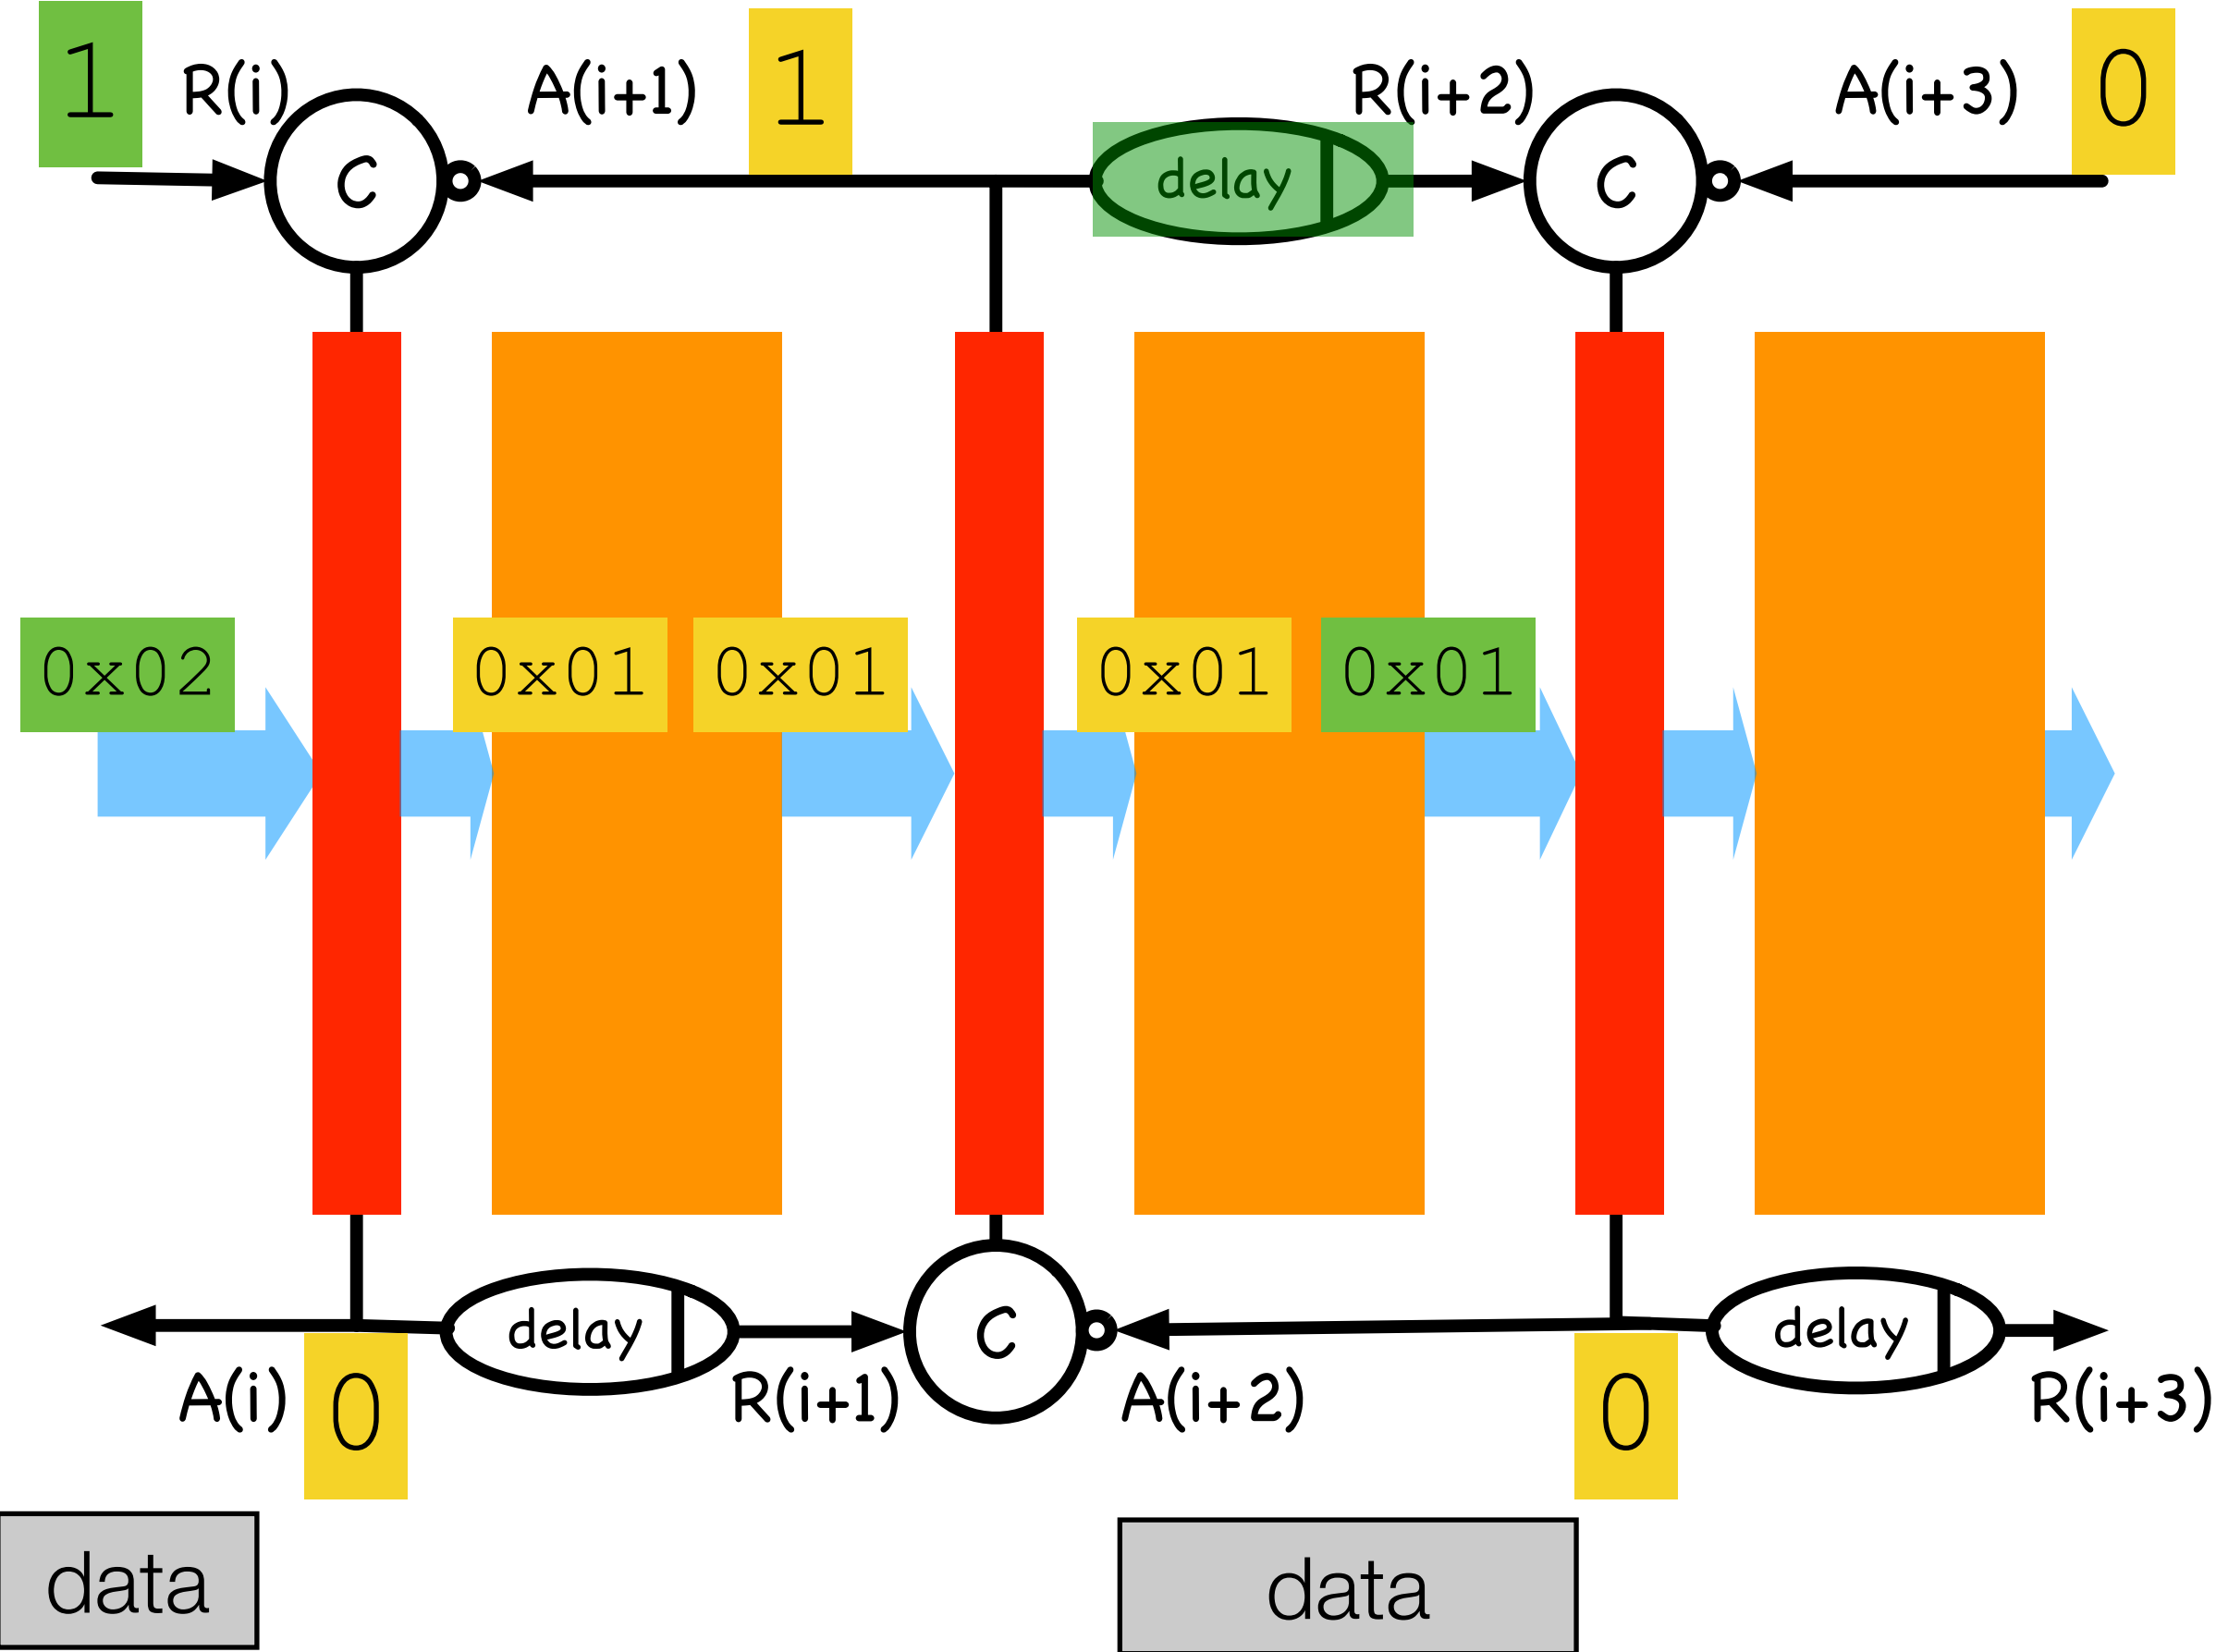 1 R(i) A(i+1) 1 R(i+2) A(i+3) 0
C delay C
0x02 0x01 0x01 0x01 0x01
delay C delay
A(i) 0 R(i+1) A(i+2) 0 R(i+3)
data data